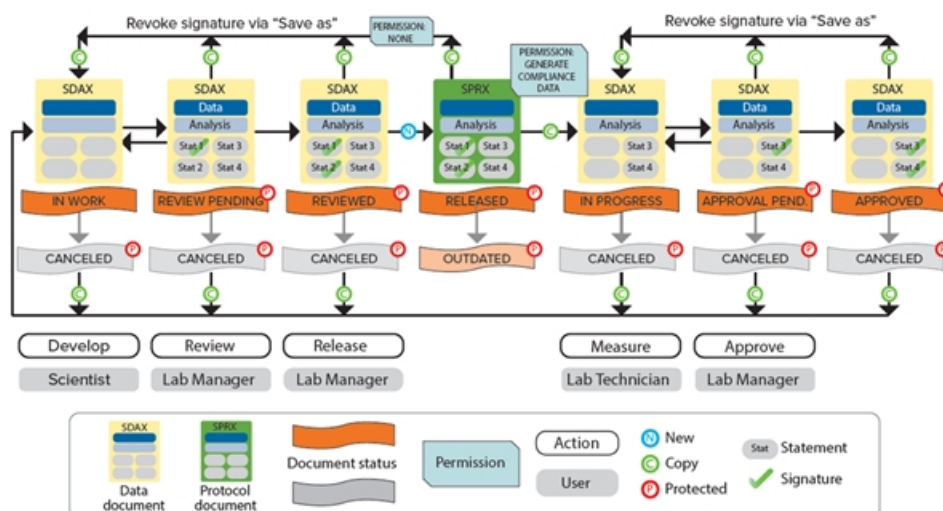 Revoke signature via "Save as"
PERMISSION:
NONE
PERMISSION:
GENERATE
COMPLIANCE
DATA
Revoke signature via "Save as"
C
C
C
C
C
C
C
SDAX
SDAX
Data
Analysis
Stat 1
Stat 3
Stat 2
Stat 4
SDAX
Data
Analysis
Stat 1
Stat 3
Stat 2
Stat 4
N
SPRX
Analysis
Stat 1
Stat 3
Stat 2
Stat 4
C
SDAX
Stat 3
Stat 4
SDAX
Data
Analysis
Stat 3
Stat 4
SDAX
Data
Analysis
Stat 3
Stat 4
IN WORK
REVIEW PENDING
P
REVIEWED
P
RELEASED
P
IN PROGRESS
APPROVAL PEND.
P
APPROVED
P
CANCELED
P
CANCELED
P
CANCELED
P
OUTDATED
P
CANCELED
P
CANCELED
P
CANCELED
P
C
C
C
C
C
C
Develop
Review
Release
Measure
Approve
Scientist
Lab Manager
Lab Manager
Lab Technician
Lab Manager
SDAX
Data
document
SPRX
Protocol
document
Document status
Permission
Action
User
N New
C Copy
P Protected
Stat Statement
Signature